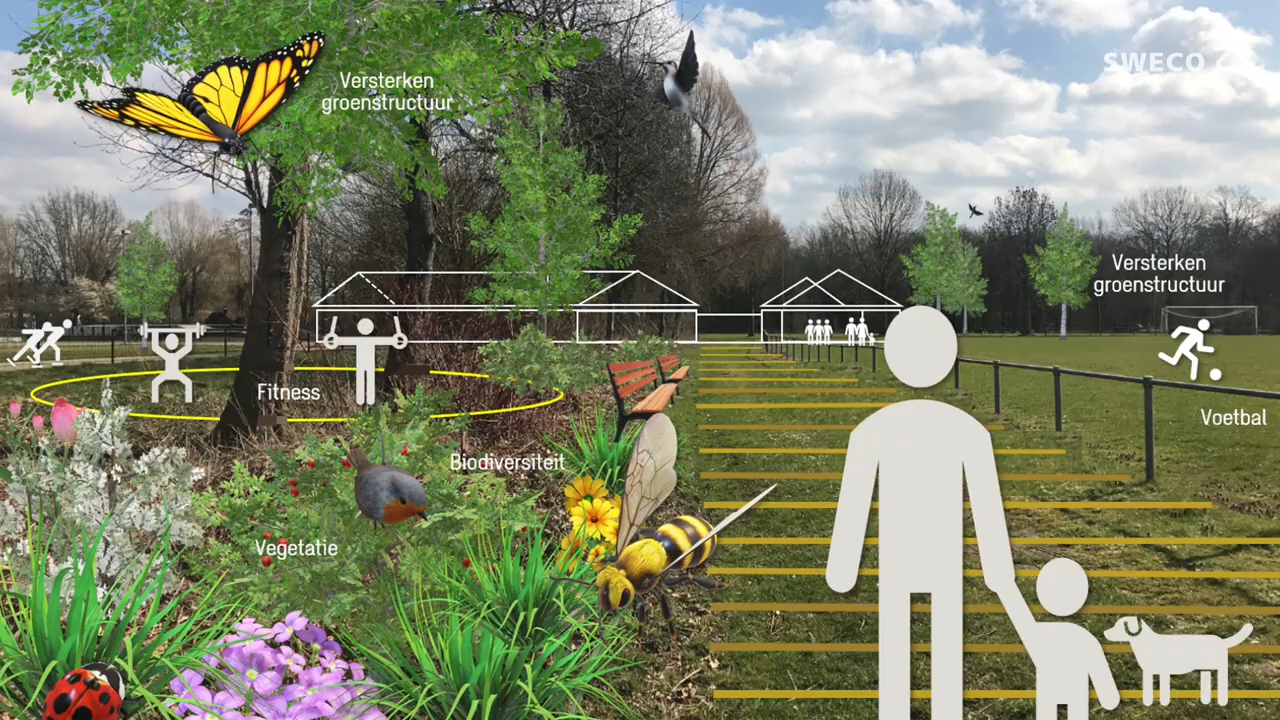 Versterken
groenstructuur
SWECO
Versterken
groenstructuur
Fitness
Voetbal
Biodiversiteit
Vegetatie